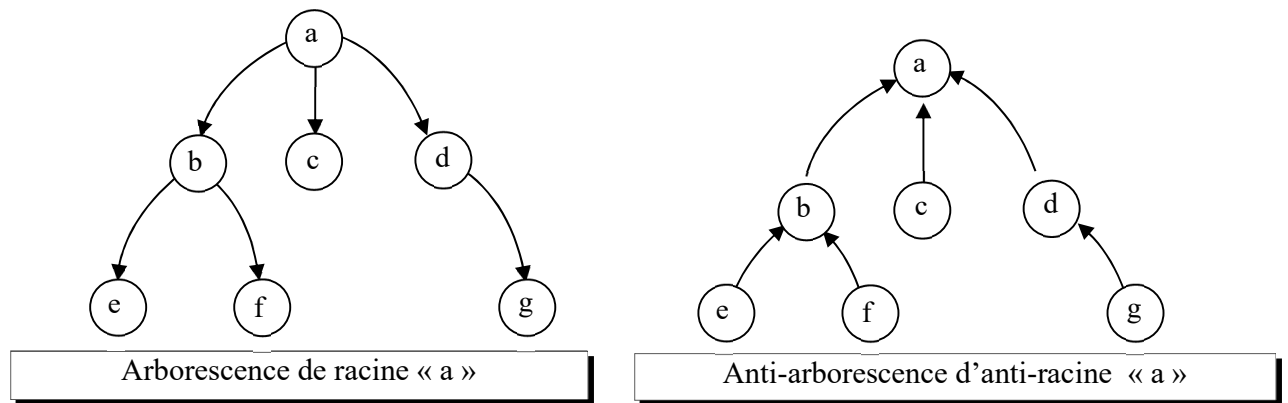 a
b
c
d
e
f
g
Arborescence de racine « a »
a
b
c
d
e
f
g
Anti-arborescence d’anti-racine « a »